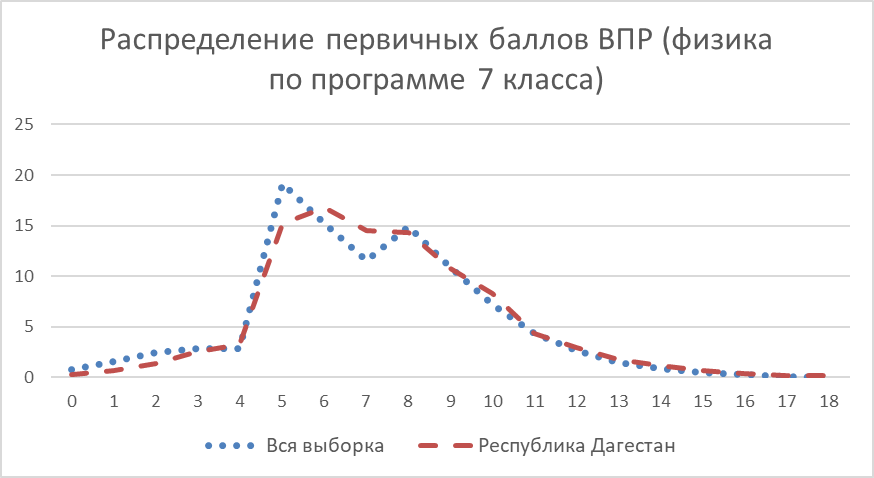 Распределение первичных баллов ВПР (физика
по программе 7 класса)
25
20
15
10
5
0
0 1 2 3 4 5 6 7 8 9 10 11 12 13 14 15 16 17 18
Вся выборка Республика Дагестан